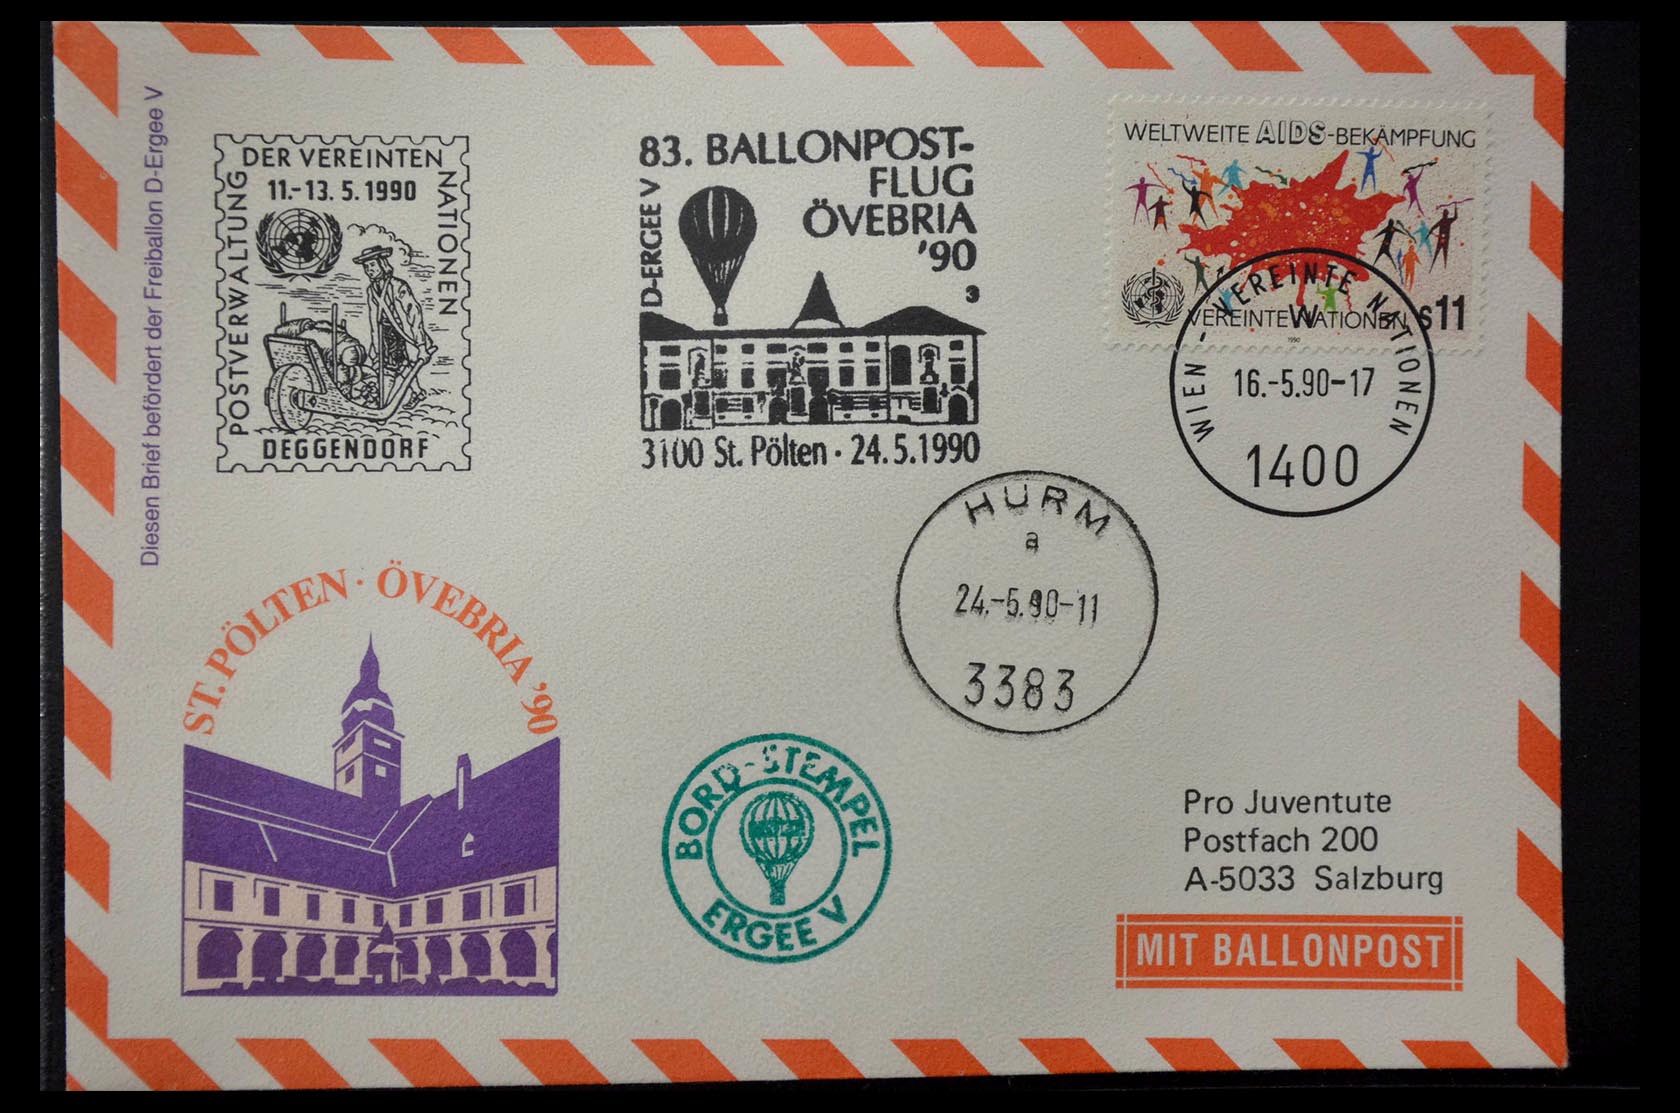 Diesen Brief befördert der Freiballon D-Ergee V
POSTVERWALTUNG
DER VEREINTEN
NATIONEN
11.-13.5.1990
DEGGENDORF
83. BALLONPOST-
FLUG
ÖVEBRIA
'90
D-ERGEE V
3
3100 St. Pölten · 24.5.1990
WELTWEITE AIDS-BEKÄMPFUNG
VEREINTE NATIONEN s11
1990
WIEN - VEREINTE NATIONEN
W
16.-5.90-17
1400
HURM
a
24.-5.90-11
3383
ST. PÖLTEN · ÖVEBRIA '90
BORD-STEMPEL
ERGEE V
Pro Juventute
Postfach 200
A-5033 Salzburg
MIT BALLONPOST